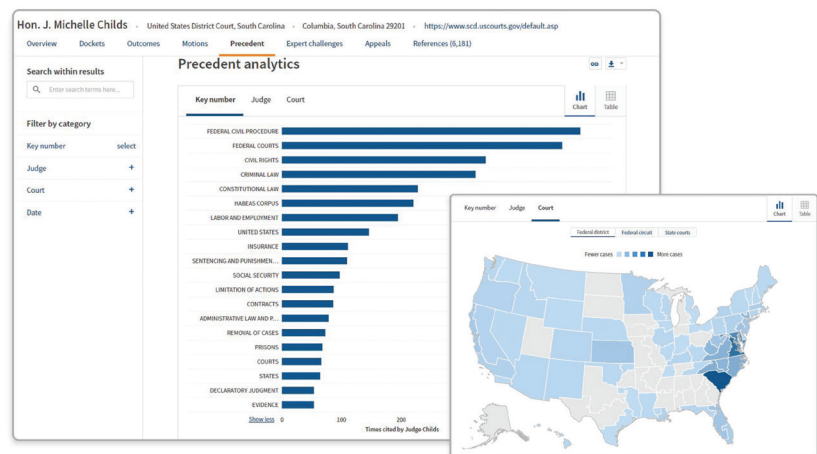 Hon. J. Michelle Childs - United States District Court, South Carolina - Columbia, South Carolina 29201 - https://www.scd.uscourts.gov/default.asp
Overview Dockets Outcomes Motions Precedent Expert challenges Appeals References (6,181)
Search within results
Enter search terms here...
Filter by category
Key number select
Judge +
Court +
Date +
Precedent analytics
Key number Judge Court
Chart Table
FEDERAL CIVIL PROCEDURE
FEDERAL COURTS
CIVIL RIGHTS
CRIMINAL LAW
CONSTITUTIONAL LAW
HABEAS CORPUS
LABOR AND EMPLOYMENT
UNITED STATES
INSURANCE
SENTENCING AND PUNISHMEN...
SOCIAL SECURITY
LIMITATION OF ACTIONS
CONTRACTS
ADMINISTRATIVE LAW AND P...
REMOVAL OF CASES
PRISONS
COURTS
STATES
DECLARATORY JUDGMENT
EVIDENCE
Show less 0 100 200
Times cited by Judge Childs
Key number Judge Court
Chart Table
Federal district Federal circuit State courts
Fewer cases More cases